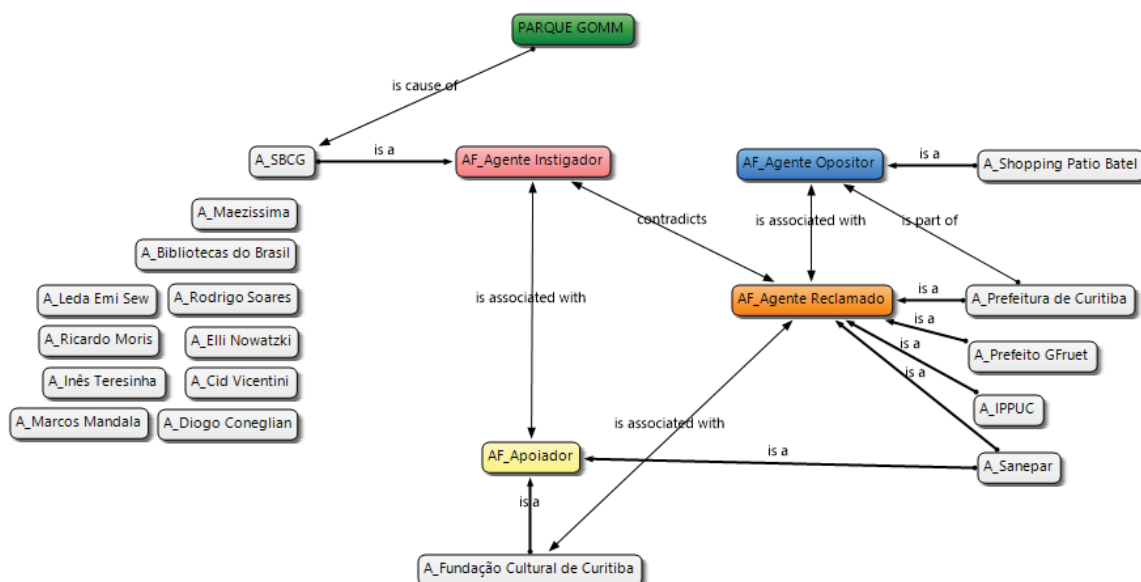 PARQUE GOMM
is cause of
A_SBCG
is a
AF_Agente Instigador
AF_Agente Opositor
is a
A_Shopping Patio Batel
A_Maezissima
contradicts
is associated with
is part of
A_Bibliotecas do Brasil
A_Leda Emi Sew
A_Rodrigo Soares
is associated with
AF_Agente Reclamado
is a
A_Prefeitura de Curitiba
is a
A_Ricardo Moris
A_Elli Nowatzki
is a
A_Prefeito GFruet
is a
A_Inês Teresinha
A_Cid Vicentini
A_IPPUC
A_Marcos Mandala
A_Diogo Coneglian
is associated with
AF_Apoiador
is a
A_Sanepar
is a
A_Fundação Cultural de Curitiba